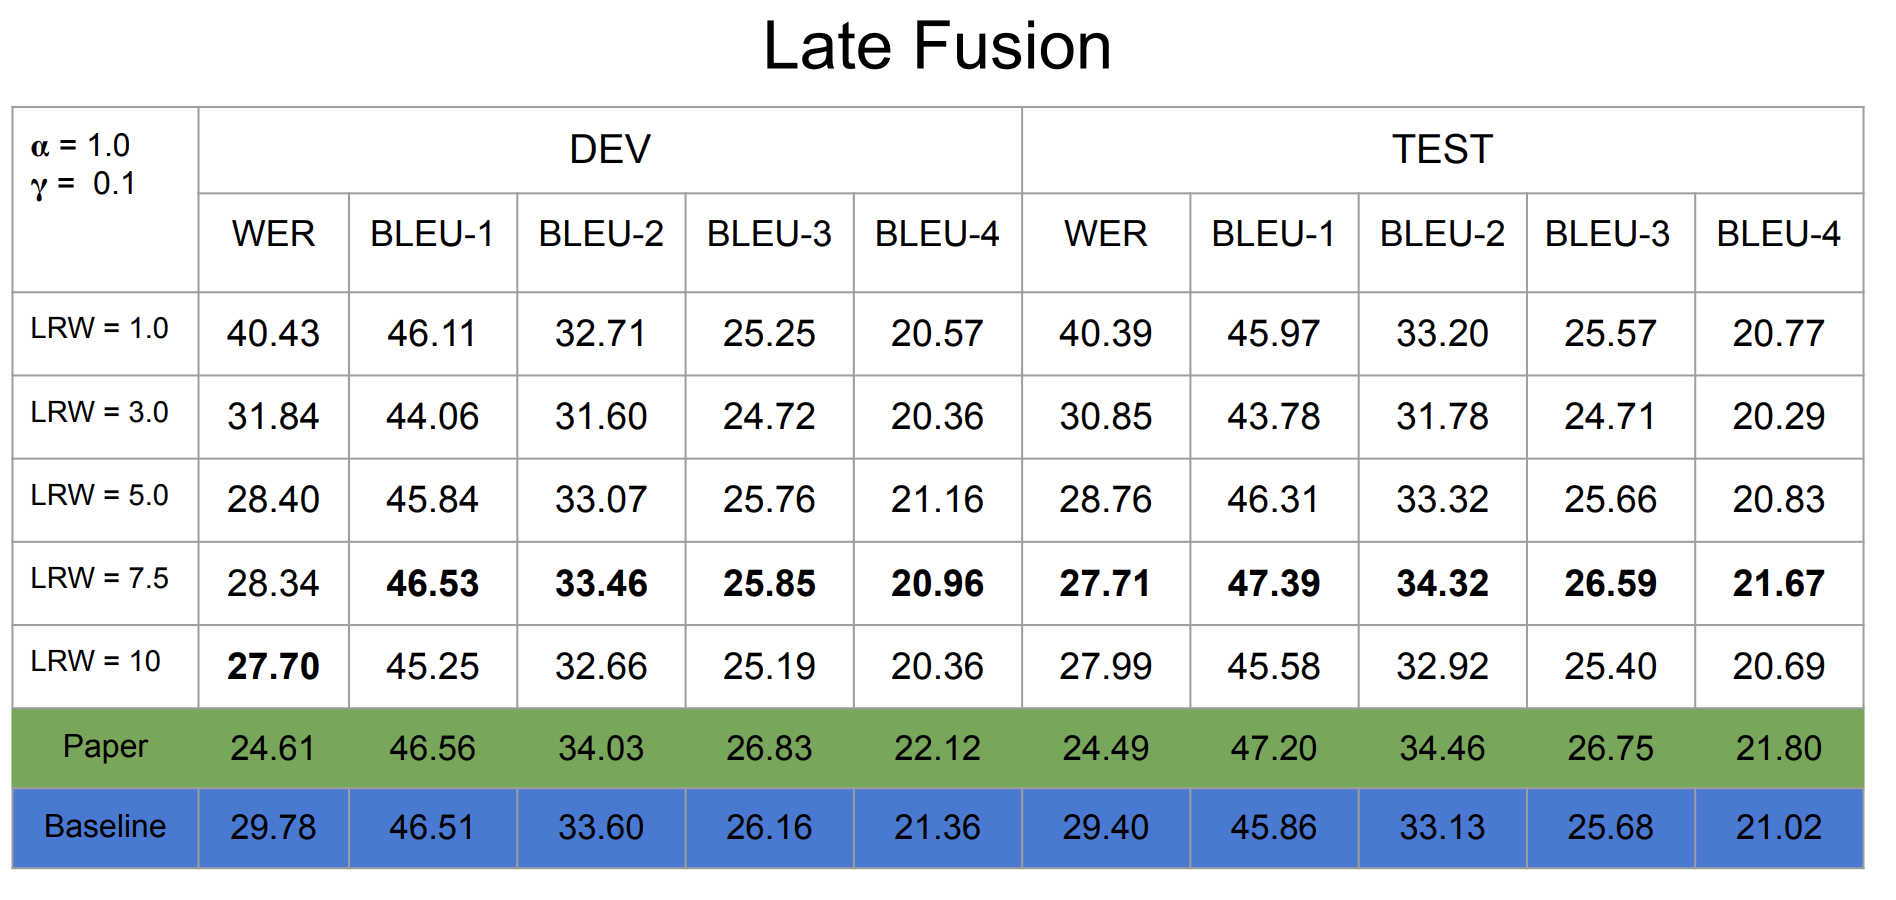 Late Fusion
α = 1.0
γ = 0.1
DEV TEST
WER BLEU-1 BLEU-2 BLEU-3 BLEU-4 WER BLEU-1 BLEU-2 BLEU-3 BLEU-4
LRW = 1.0 40.43 46.11 32.71 25.25 20.57 40.39 45.97 33.20 25.57 20.77
LRW = 3.0 31.84 44.06 31.60 24.72 20.36 30.85 43.78 31.78 24.71 20.29
LRW = 5.0 28.40 45.84 33.07 25.76 21.16 28.76 46.31 33.32 25.66 20.83
LRW = 7.5 28.34 46.53 33.46 25.85 20.96 27.71 47.39 34.32 26.59 21.67
LRW = 10 27.70 45.25 32.66 25.19 20.36 27.99 45.58 32.92 25.40 20.69
Paper 24.61 46.56 34.03 26.83 22.12 24.49 47.20 34.46 26.75 21.80
Baseline 29.78 46.51 33.60 26.16 21.36 29.40 45.86 33.13 25.68 21.02